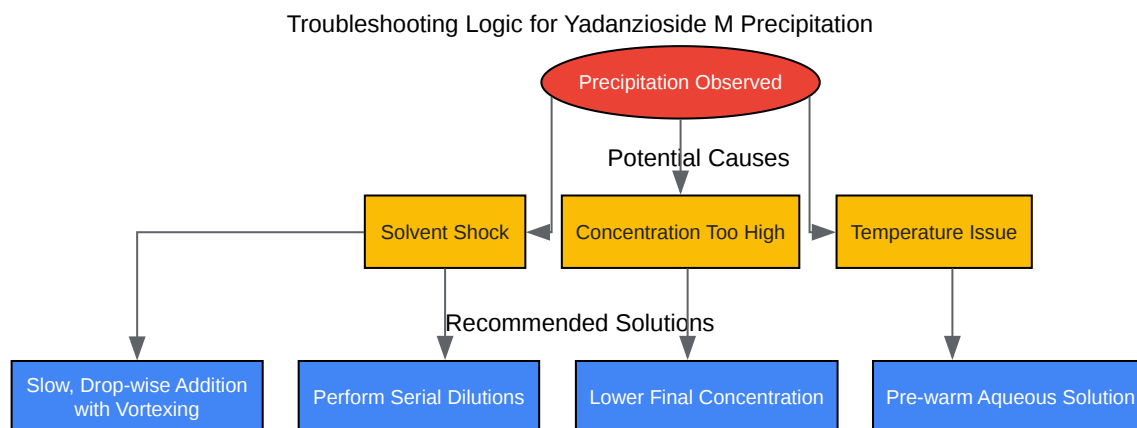 Troubleshooting Logic for Yadanzioside M Precipitation
Precipitation Observed
Potential Causes
Solvent Shock
Concentration Too High
Temperature Issue
Recommended Solutions
Slow, Drop-wise Addition
with Vortexing
Perform Serial Dilutions
Lower Final Concentration
Pre-warm Aqueous Solution